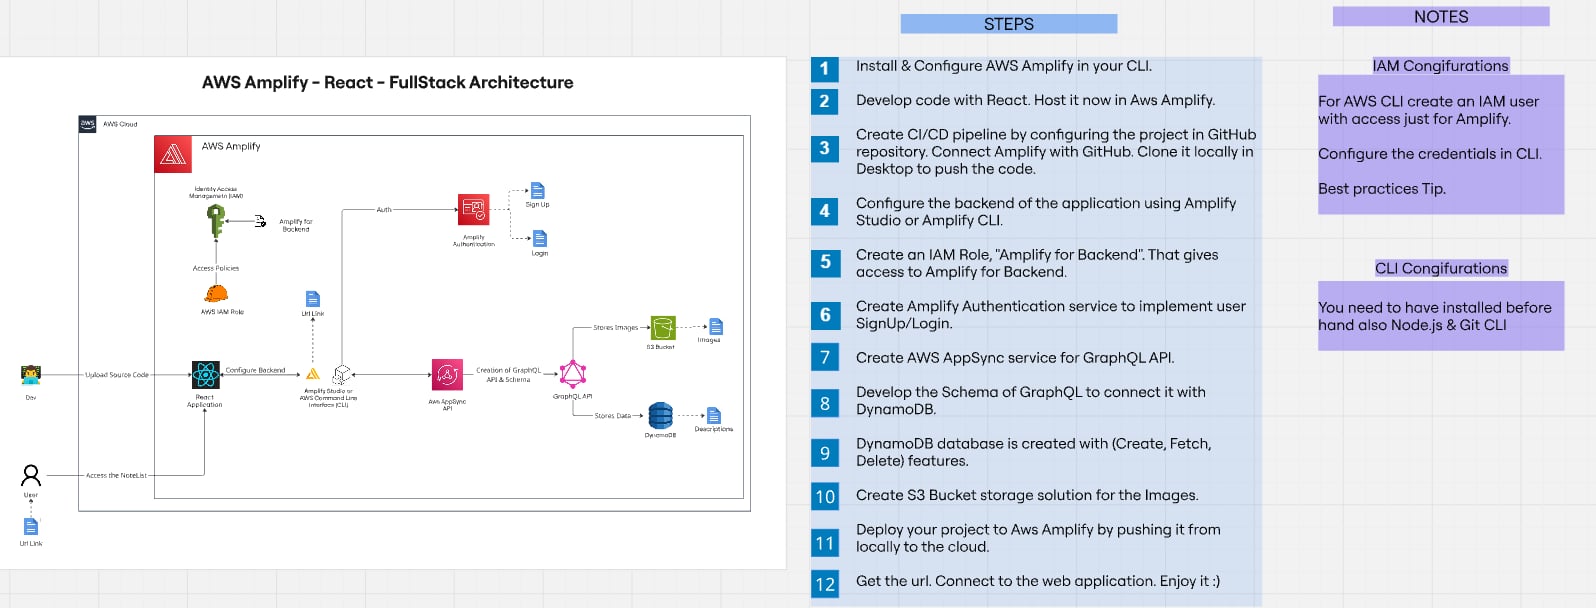 AWS Amplify - React - FullStack Architecture
aws
AWS Cloud
AWS Amplify
Identity Access
Management (IAM)
Amplify for
Backend
Access Policies
AWS IAM Role
Auth
Amplify
Authentication
Sign Up
Login
Url Link
Dev
Upload Source Code
React
Application
Configure Backend
Amplify Studio or
AWS Command Line
Interface (CLI)
Aws AppSync
API
Creation of GraphQL
API & Schema
GraphQL API
Stores Images
S3 Bucket
Images
Stores Data
DynamoDB
Descriptions
Access the NoteList
User
Url Link
STEPS
1 Install & Configure AWS Amplify in your CLI.
2 Develop code with React. Host it now in Aws Amplify.
3 Create CI/CD pipeline by configuring the project in GitHub
repository. Connect Amplify with GitHub. Clone it locally in
Desktop to push the code.
4 Configure the backend of the application using Amplify
Studio or Amplify CLI.
5 Create an IAM Role, "Amplify for Backend". That gives
access to Amplify for Backend.
6 Create Amplify Authentication service to implement user
SignUp/Login.
7 Create AWS AppSync service for GraphQL API.
8 Develop the Schema of GraphQL to connect it with
DynamoDB.
9 DynamoDB database is created with (Create, Fetch,
Delete) features.
10 Create S3 Bucket storage solution for the Images.
11 Deploy your project to Aws Amplify by pushing it from
locally to the cloud.
12 Get the url. Connect to the web application. Enjoy it :)
NOTES
IAM Congifurations
For AWS CLI create an IAM user
with access just for Amplify.
Configure the credentials in CLI.
Best practices Tip.
CLI Congifurations
You need to have installed before
hand also Node.js & Git CLI